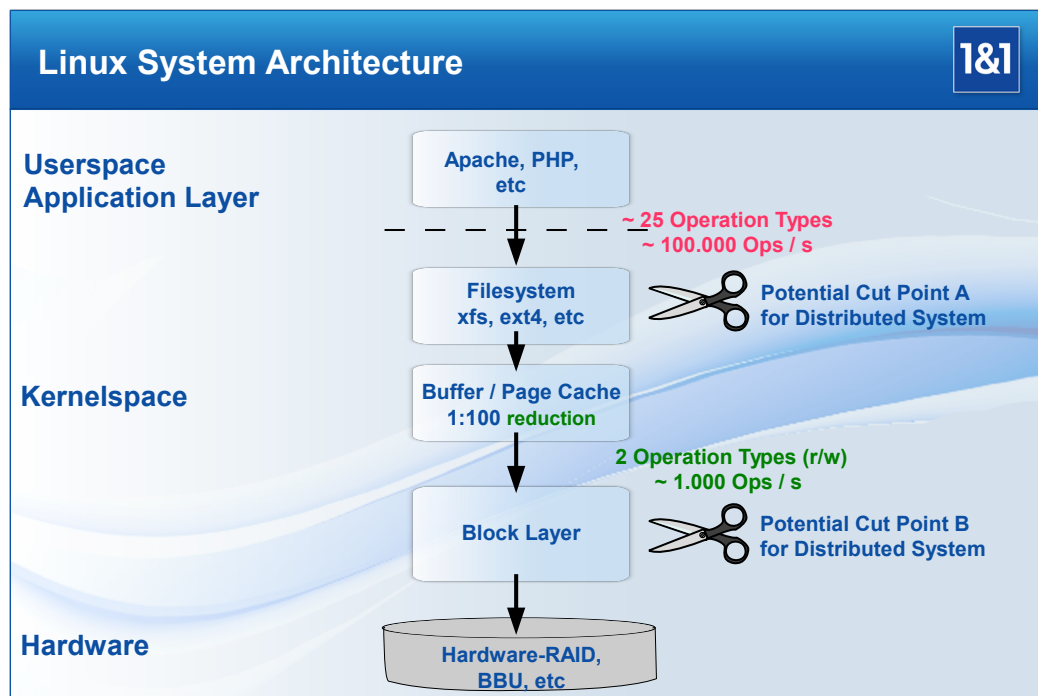 Linux System Architecture
1&1
Userspace
Application Layer
Apache, PHP,
etc
~ 25 Operation Types
~ 100.000 Ops / s
Filesystem
xfs, ext4, etc
Potential Cut Point A
for Distributed System
Kernelspace
Buffer / Page Cache
1:100 reduction
2 Operation Types (r/w)
~ 1.000 Ops / s
Block Layer
Potential Cut Point B
for Distributed System
Hardware
Hardware-RAID,
BBU, etc